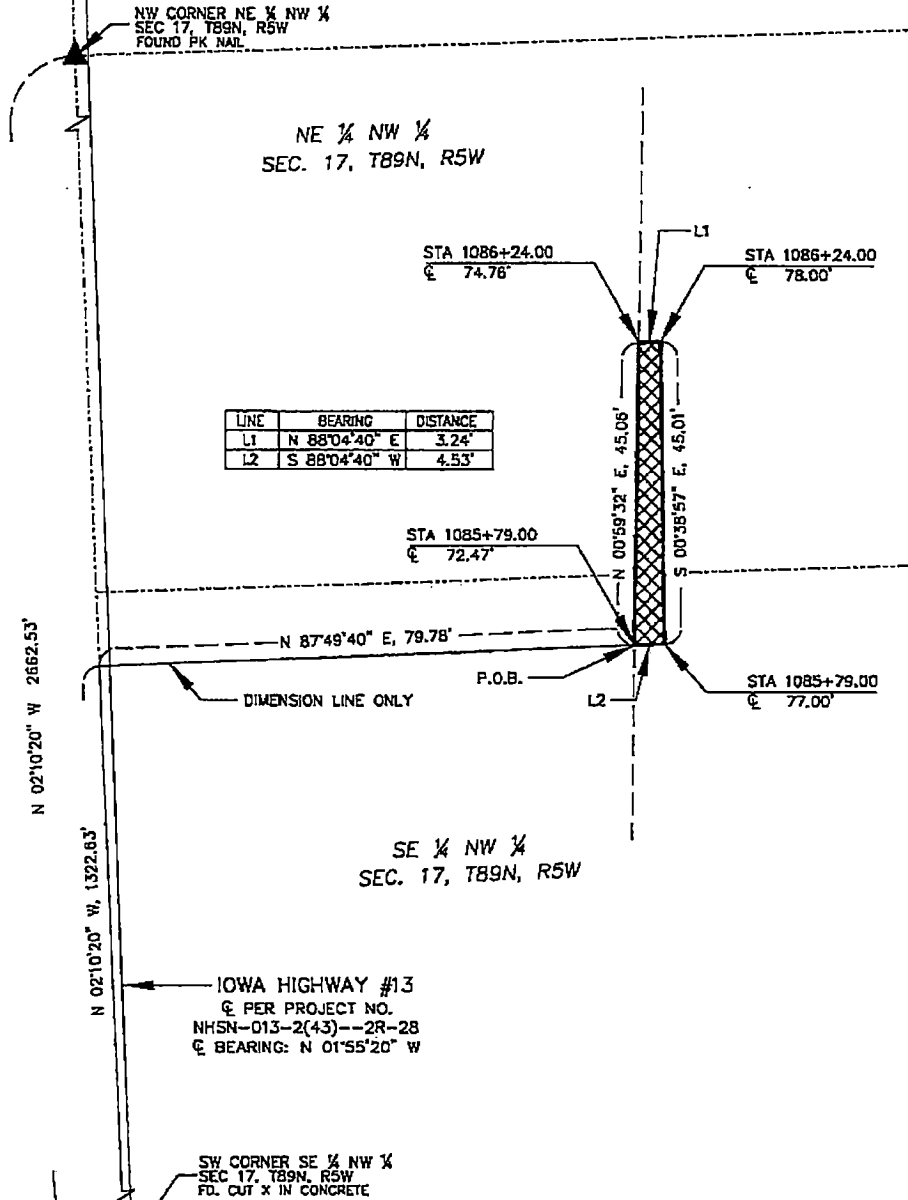 NW CORNER NE ¼ NW ¼
SEC 17, T89N, R5W
FOUND PK NAIL
NE ¼ NW ¼
SEC. 17, T89N, R5W
L1
STA 1086+24.00
℄ 74.76'
STA 1086+24.00
℄ 78.00'
LINE BEARING DISTANCE
L1 N 88°04'40" E 3.24'
L2 S 88°04'40" W 4.53'
N 00°59'32" E, 45.06'
S 00°38'57" E, 45.01'
STA 1085+79.00
℄ 72.47'
N 87°49'40" E, 79.78'
P.O.B.
L2
DIMENSION LINE ONLY
STA 1085+79.00
℄ 77.00'
N 02°10'20" W 2662.53'
N 02°10'20" W, 1322.63'
SE ¼ NW ¼
SEC. 17, T89N, R5W
IOWA HIGHWAY #13
℄ PER PROJECT NO.
NHSN-013-2(43)--2R-28
℄ BEARING: N 01°55'20" W
SW CORNER SE ¼ NW ¼
SEC 17, T89N, R5W
FD. CUT X IN CONCRETE